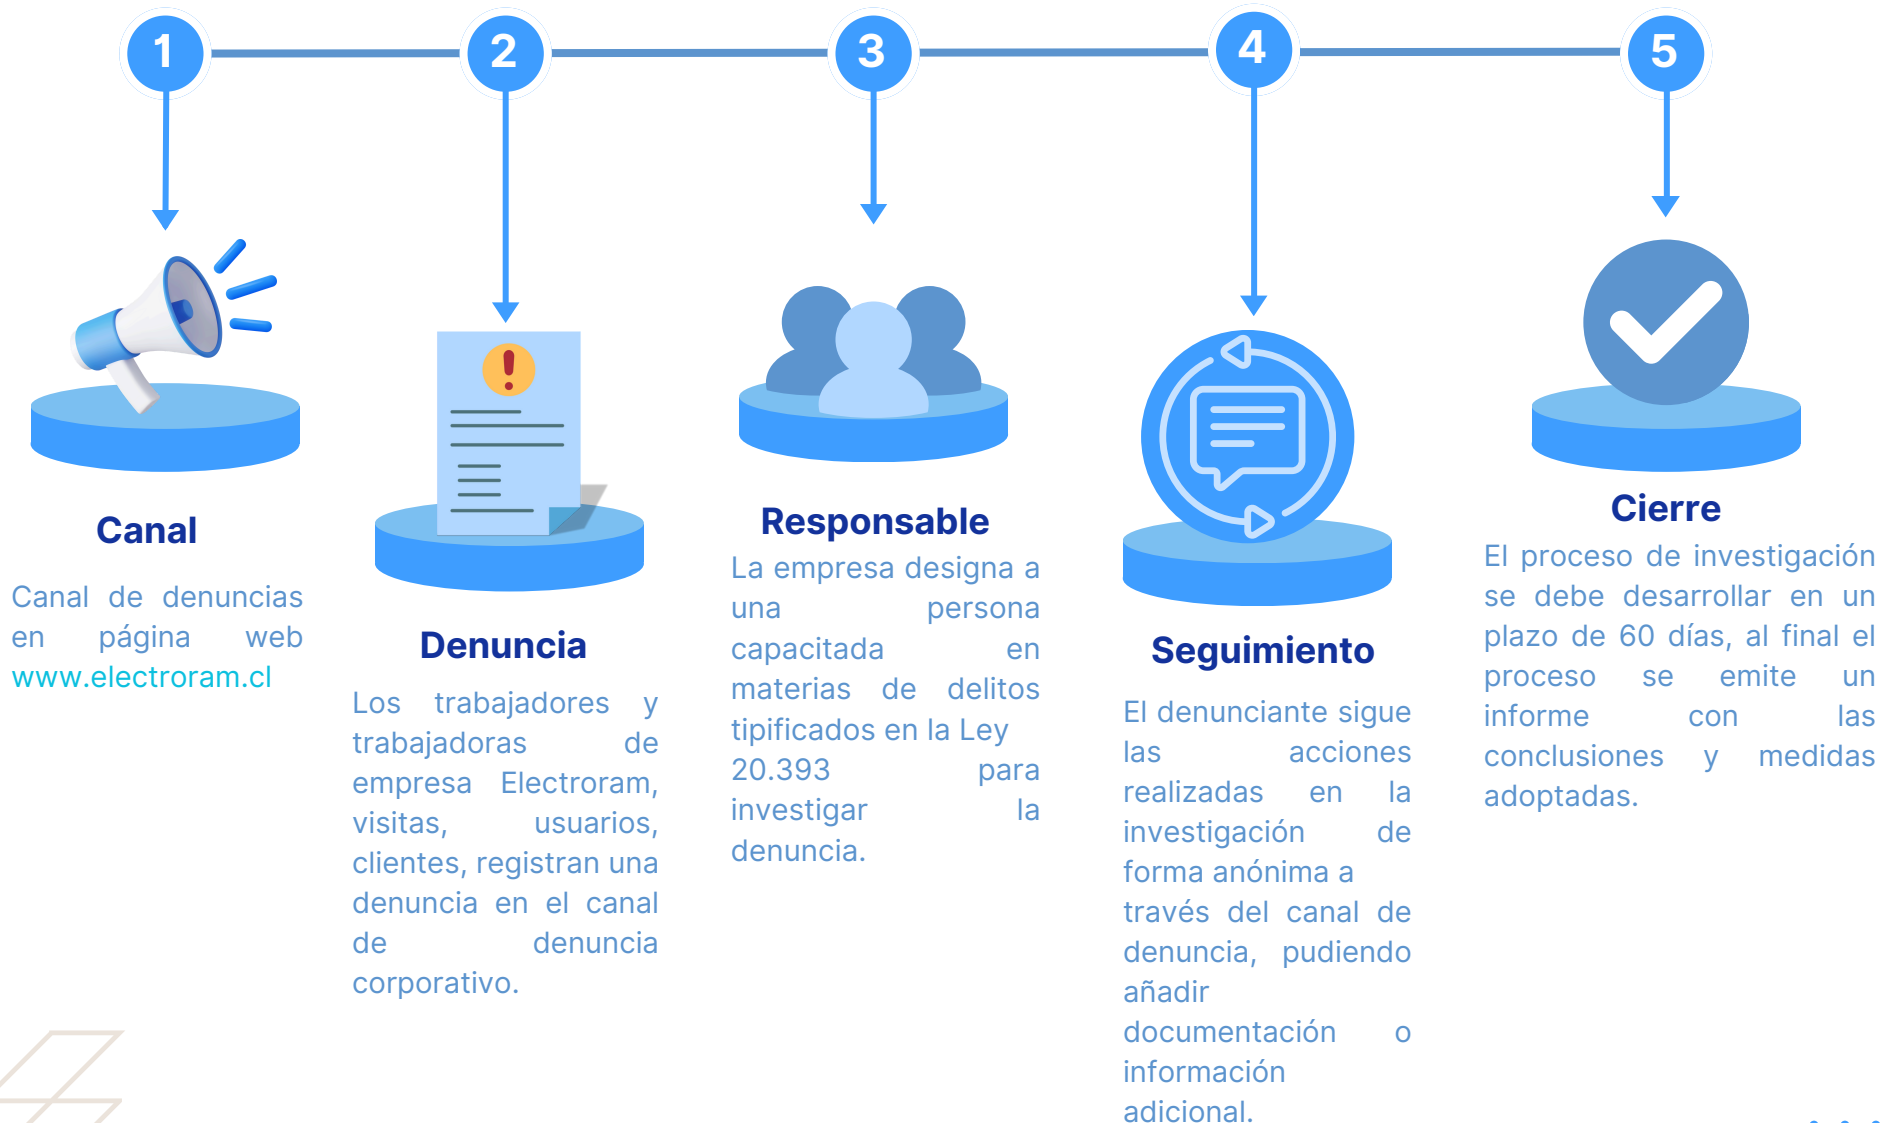 1
2
3
4
5
Canal
Canal de denuncias
en página web
www.electroram.cl
Denuncia
Los trabajadores y
trabajadoras de
empresa Electroram,
visitas, usuarios,
clientes, registran una
denuncia en el canal
de denuncia
corporativo.
Responsable
La empresa designa a
una persona
capacitada en
materias de delitos
tipificados en la Ley
20.393 para
investigar la
denuncia.
Seguimiento
El denunciante sigue
las acciones
realizadas en la
investigación de
forma anónima a
través del canal de
denuncia, pudiendo
añadir
documentación o
información
adicional.
Cierre
El proceso de investigación
se debe desarrollar en un
plazo de 60 días, al final el
proceso se emite un
informe con las
conclusiones y medidas
adoptadas.